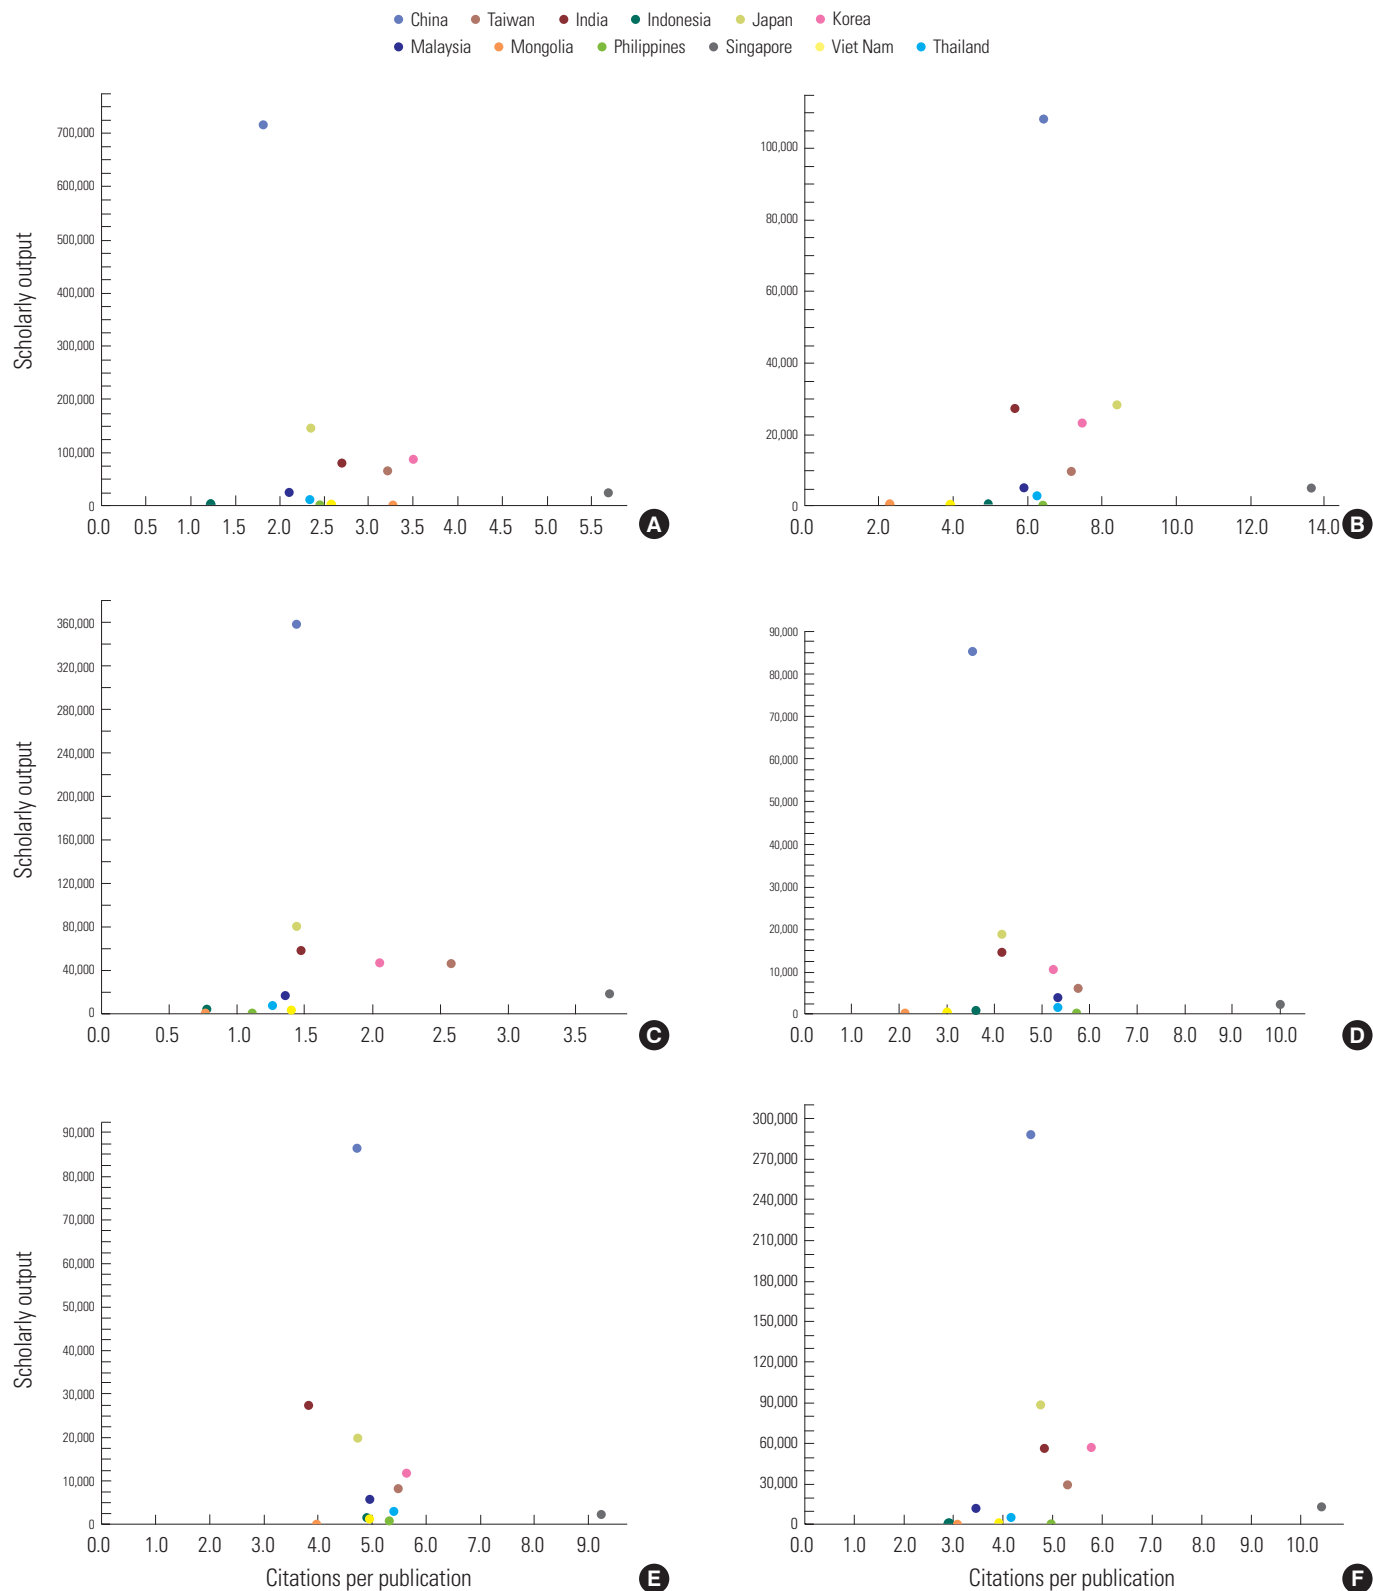 China Taiwan India Indonesia Japan Korea
Malaysia Mongolia Philippines Singapore Viet Nam Thailand
Scholarly output
700,000
600,000
500,000
400,000
300,000
200,000
100,000
0
0.0 0.5 1.0 1.5 2.0 2.5 3.0 3.5 4.0 4.5 5.0 5.5
A
100,000
80,000
60,000
40,000
20,000
0
0.0 2.0 4.0 6.0 8.0 10.0 12.0 14.0
B
Scholarly output
360,000
320,000
280,000
240,000
200,000
160,000
120,000
80,000
40,000
0
0.0 0.5 1.0 1.5 2.0 2.5 3.0 3.5
C
90,000
80,000
70,000
60,000
50,000
40,000
30,000
20,000
10,000
0
0.0 1.0 2.0 3.0 4.0 5.0 6.0 7.0 8.0 9.0 10.0
D
Scholarly output
90,000
80,000
70,000
60,000
50,000
40,000
30,000
20,000
10,000
0
0.0 1.0 2.0 3.0 4.0 5.0 6.0 7.0 8.0 9.0
Citations per publication
E
300,000
270,000
240,000
210,000
180,000
150,000
120,000
90,000
60,000
30,000
0
0.0 1.0 2.0 3.0 4.0 5.0 6.0 7.0 8.0 9.0 10.0
Citations per publication
F